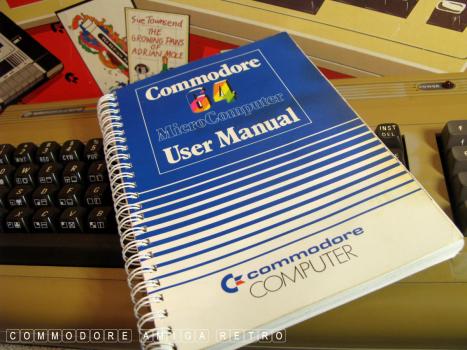 Sue Townsend
THE
GROWING PAINS
OF
ADRIAN MOLE
Commodore
64
MicroComputer
User Manual
commodore
COMPUTER
POWER
INST
DEL
COMMODORE AMIGA RETRO